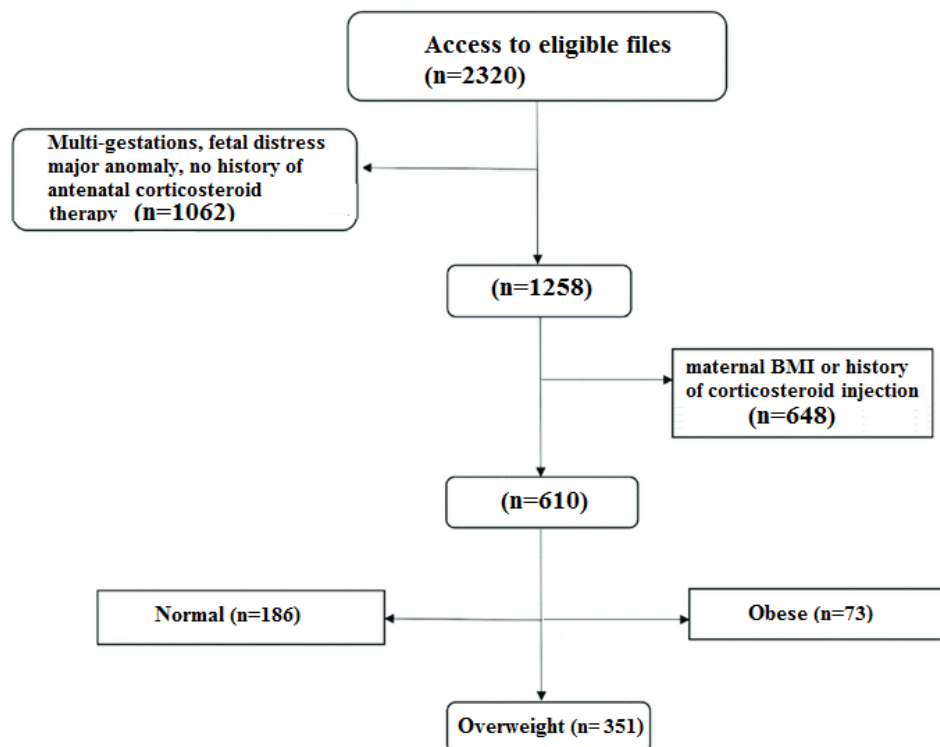 Access to eligible files
(n=2320)
Multi-gestations, fetal distress
major anomaly, no history of
antenatal corticosteroid
therapy (n=1062)
(n=1258)
maternal BMI or history
of corticosteroid injection
(n=648)
(n=610)
Normal (n=186)
Obese (n=73)
Overweight (n= 351)